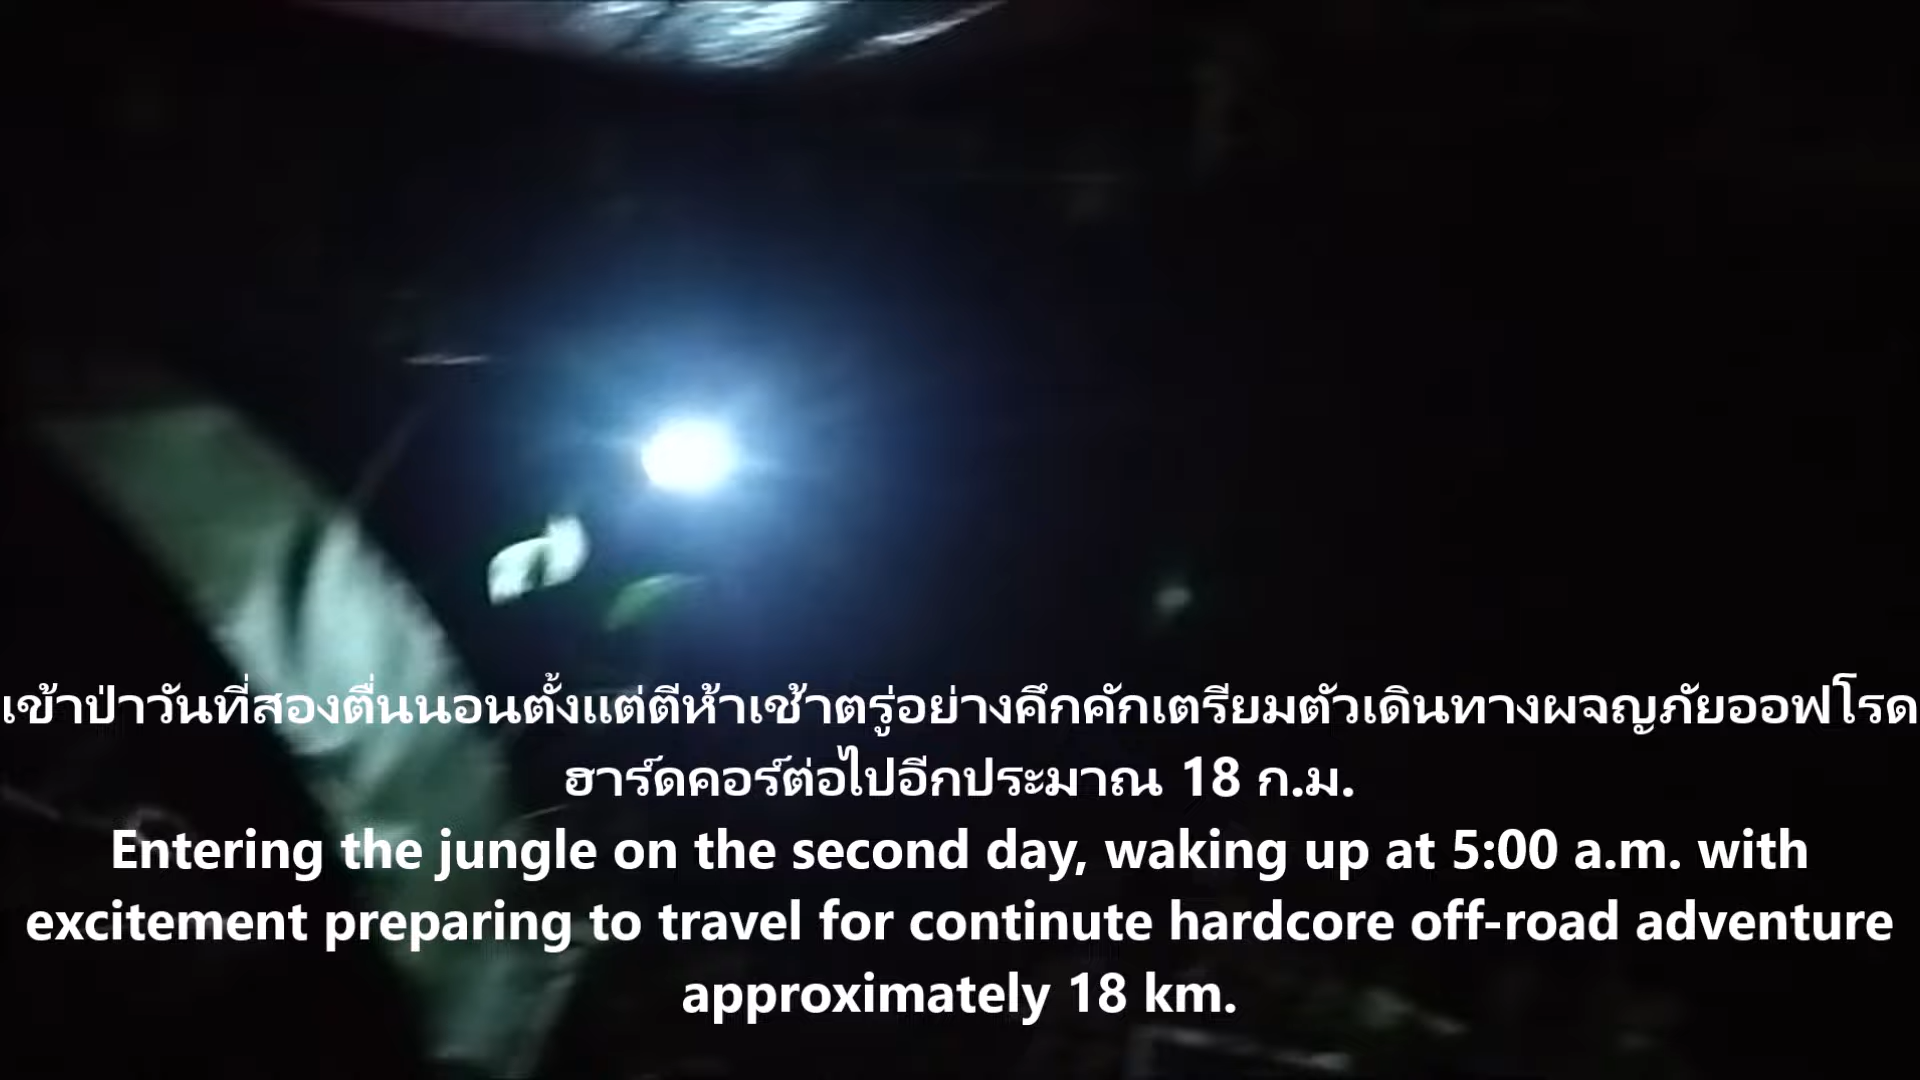 เข้าป่าวันที่สองตื่นนอนตั้งแต่ตีห้าเช้าตรู่อย่างคึกคักเตรียมตัวเดินทางผจญภัยออฟโรด
ฮาร์ดคอร์ต่อไปอีกประมาณ 18 ก.ม.
Entering the jungle on the second day, waking up at 5:00 a.m. with
excitement preparing to travel for continute hardcore off-road adventure
approximately 18 km.